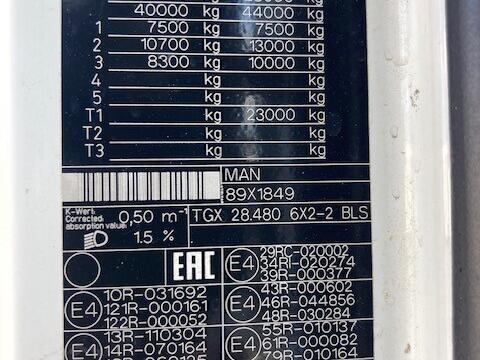 40000 kg 44000 kg
1 7500 kg 7500 kg
2 10700 kg 13000 kg
3 8300 kg 10000 kg
4 kg kg
5 kg kg
T1 kg 23000 kg
T2 kg kg
T3 kg kg
MAN
89X1849
K-Wert:
Corrected 0,50 m-1 TGX 28.480 6X2-2 BLS
absorption value:
1.5 %
EAC E4 29RC-020002
34RI-020274
39R-000377
E4 10R-031692
121R-000161
122R-000052
E4 43R-000602
46R-044856
48R-030284
E4 13R-110304
14R-070164
E4 55R-010137
61R-000082
79R-000164